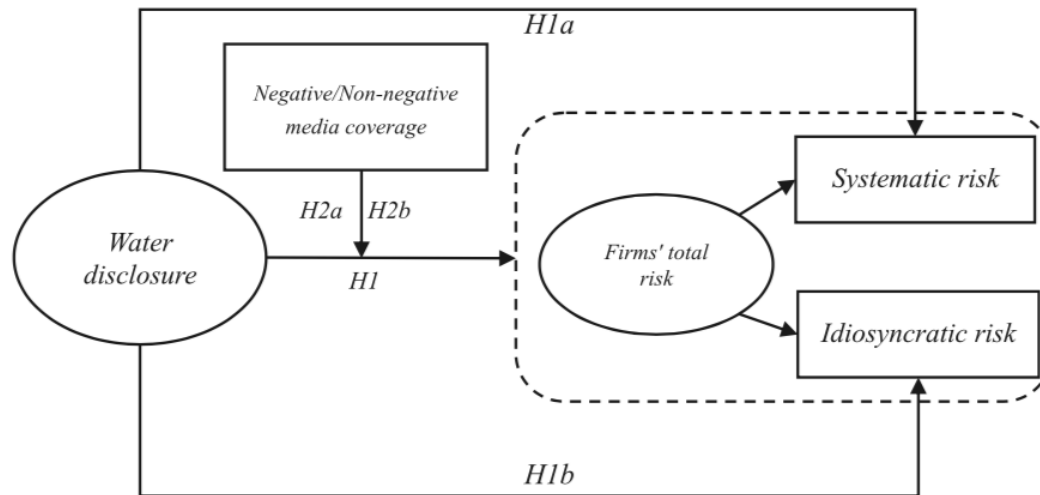 H1a
Negative/Non-negative
media coverage
Systematic risk
H2a
H2b
Water
disclosure
Firms' total
risk
H1
Idiosyncratic risk
H1b